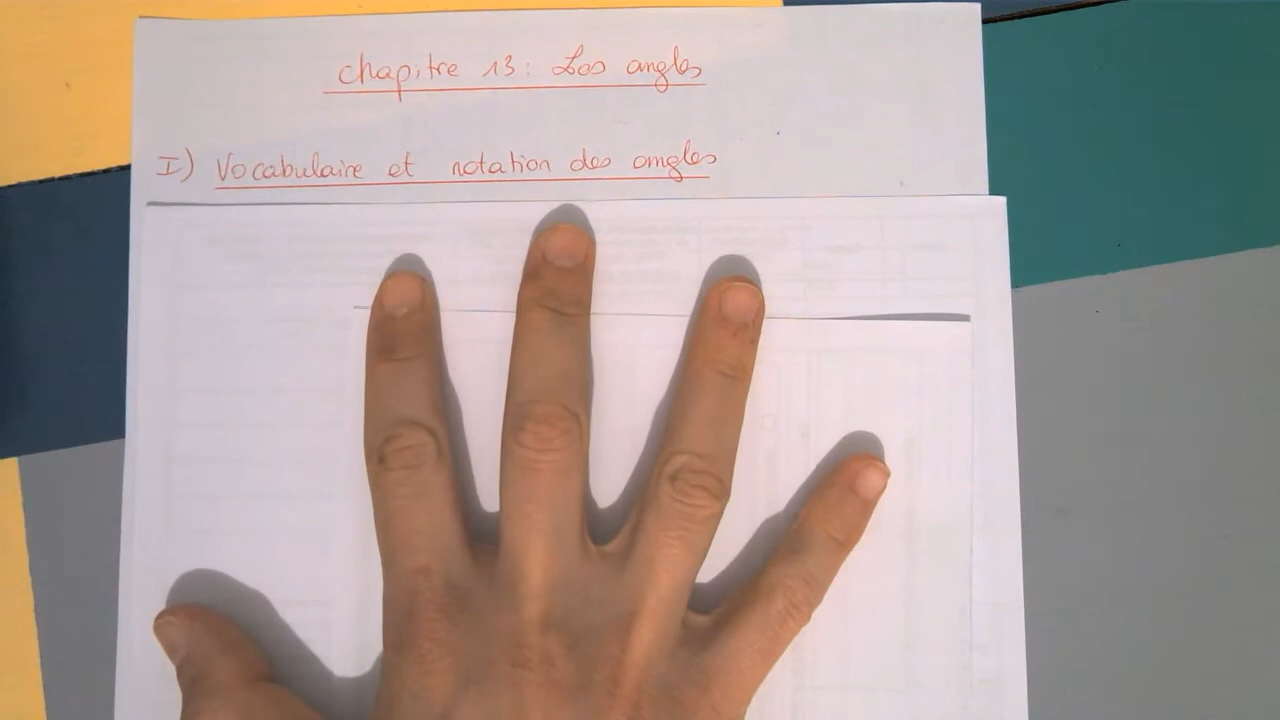 chapitre 13 : Les angles
I) Vocabulaire et notation des angles